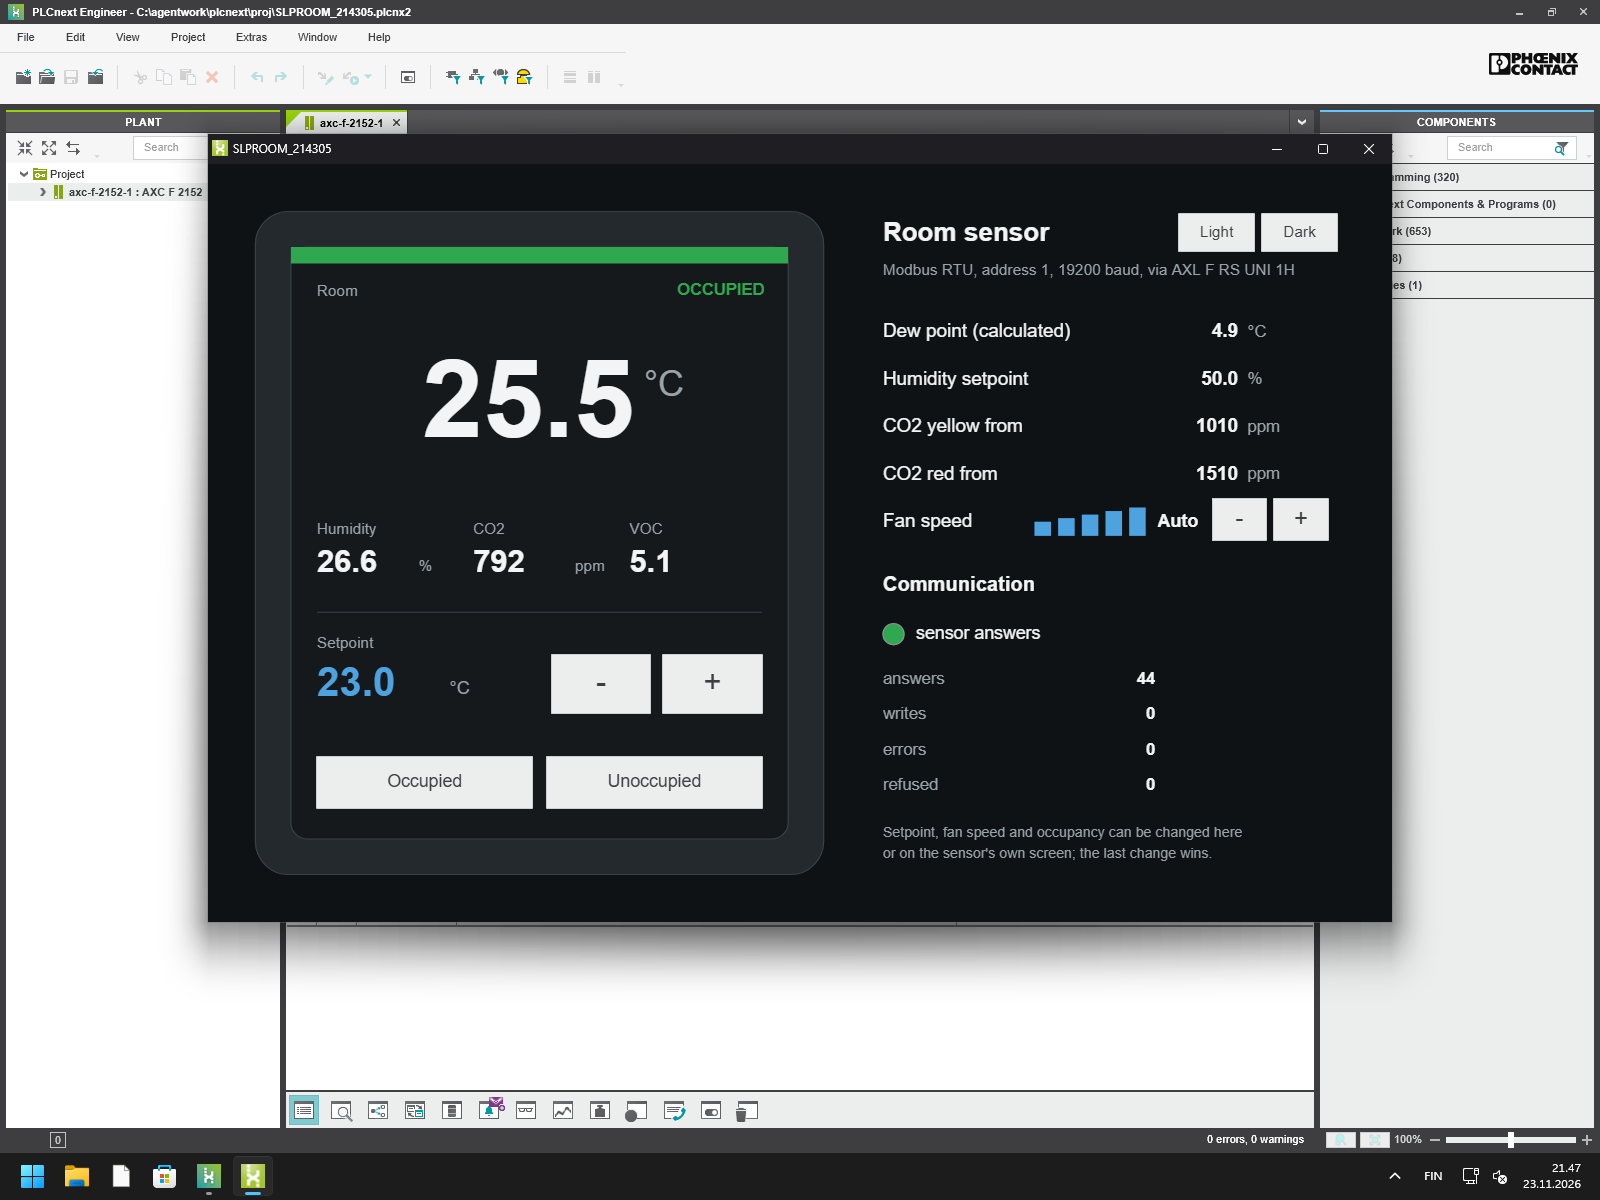 PLCnext Engineer - C:\agentwork\plcnext\proj\SLPROOM_214305.plcnx2
File Edit View Project Extras Window Help
PHŒNIX
CONTACT
PLANT
axc-f-2152-1
COMPONENTS
Search
Search
SLPROOM_214305
Project
axc-f-2152-1 : AXC F 2152
mming (320)
ext Components & Programs (0)
rk (653)
8)
es (1)
Room
OCCUPIED
25.5 °C
Humidity CO2 VOC
26.6 % 792 ppm 5.1
Setpoint
23.0 °C - +
Occupied Unoccupied
Room sensor Light Dark
Modbus RTU, address 1, 19200 baud, via AXL F RS UNI 1H
Dew point (calculated) 4.9 °C
Humidity setpoint 50.0 %
CO2 yellow from 1010 ppm
CO2 red from 1510 ppm
Fan speed Auto - +
Communication
sensor answers
answers 44
writes 0
errors 0
refused 0
Setpoint, fan speed and occupancy can be changed here
or on the sensor's own screen; the last change wins.
0
0 errors, 0 warnings
100%
FIN
21.47
23.11.2026